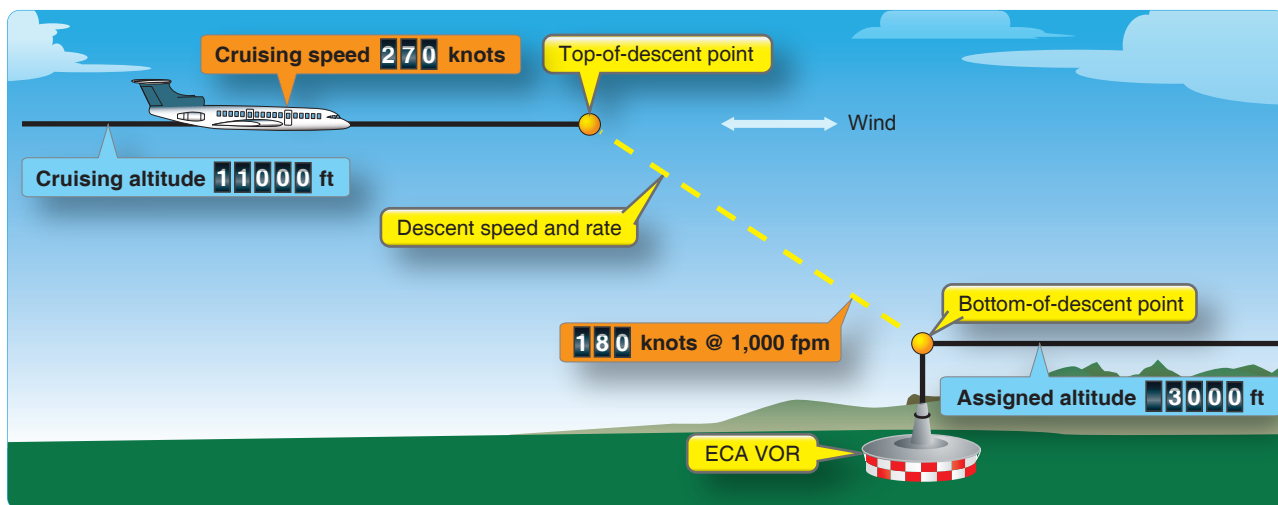 Cruising speed 270 knots
Top-of-descent point
Wind
Cruising altitude 11000 ft
Descent speed and rate
Bottom-of-descent point
180 knots @ 1,000 fpm
Assigned altitude 3000 ft
ECA VOR